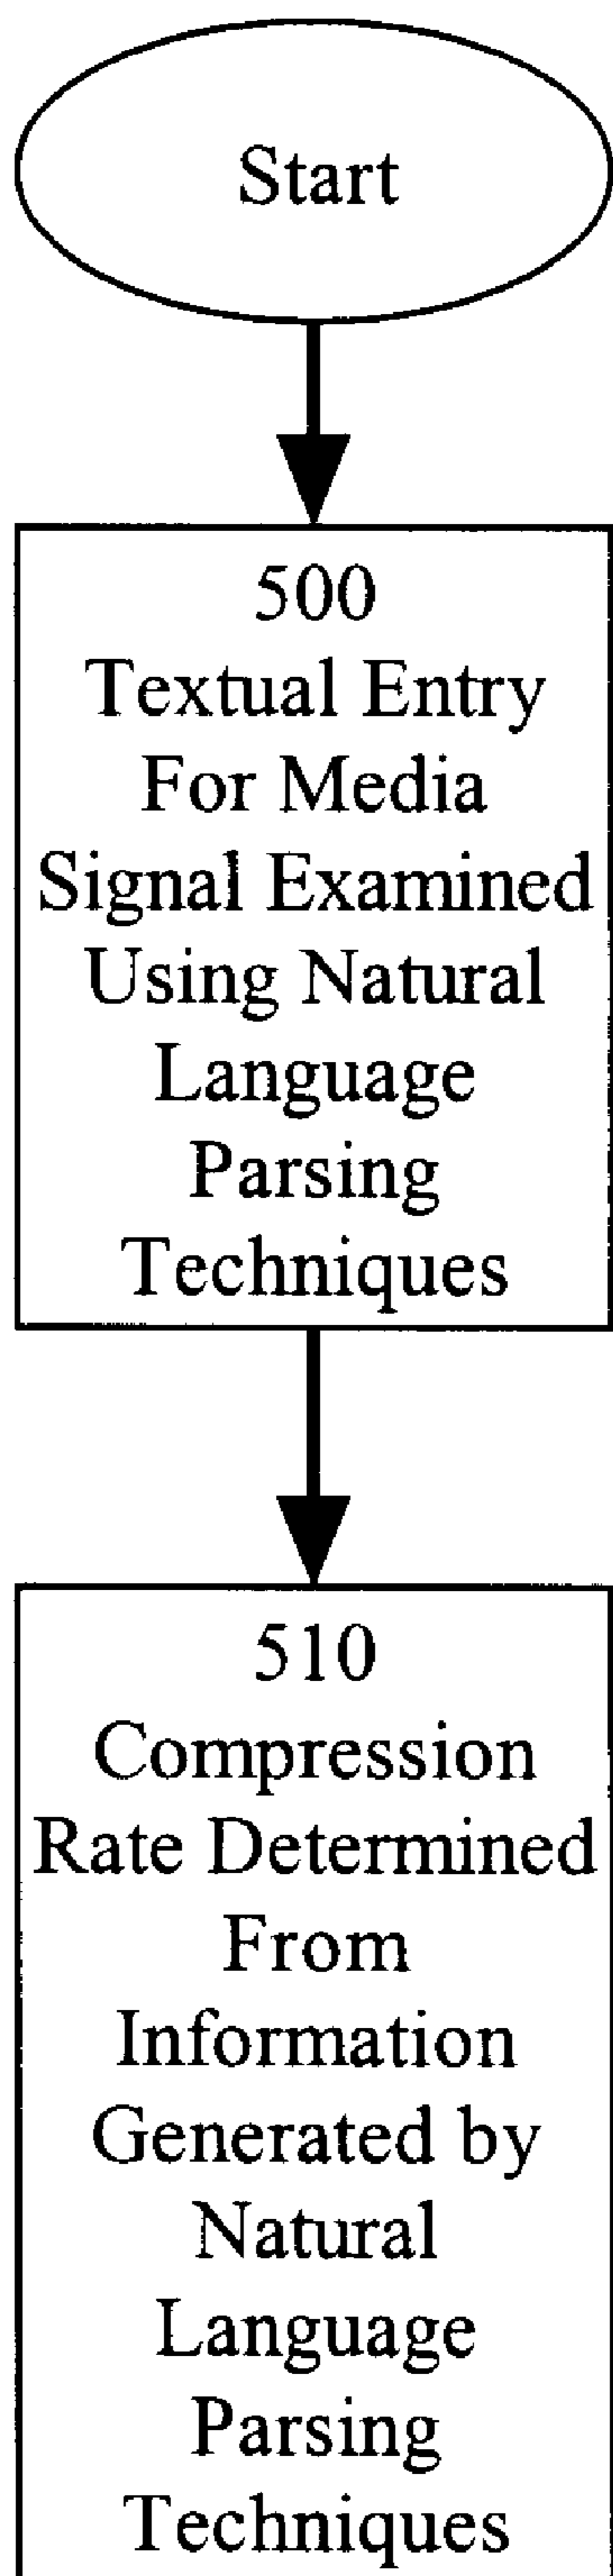 Start
500
Textual Entry
For Media
Signal Examined
Using Natural
Language
Parsing
Techniques
510
Compression
Rate Determined
From
Information
Generated by
Natural
Language
Parsing
Techniques